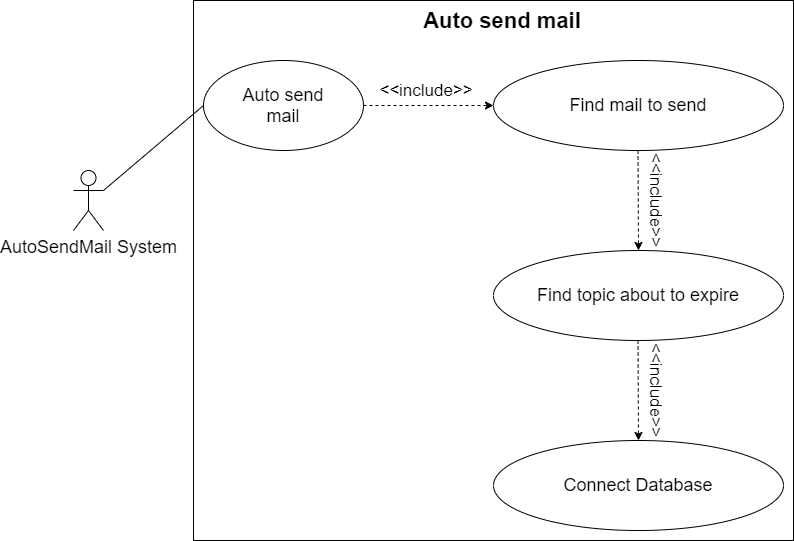 Auto send mail
Auto send
mail
<<include>>
Find mail to send
<<include>>
AutoSendMail System
Find topic about to expire
<<include>>
Connect Database